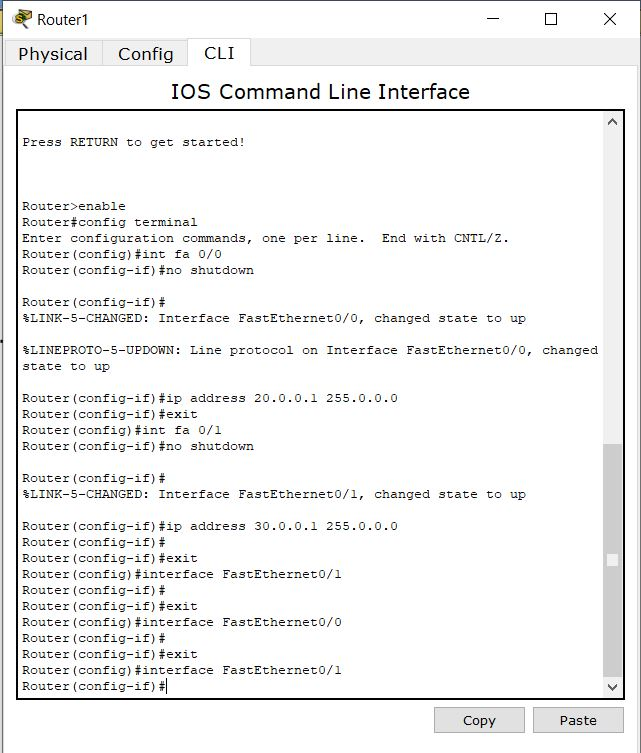 Router1
Physical Config CLI
IOS Command Line Interface
Press RETURN to get started!
Router>enable
Router#config terminal
Enter configuration commands, one per line.  End with CNTL/Z.
Router(config)#int fa 0/0
Router(config-if)#no shutdown
Router(config-if)#
%LINK-5-CHANGED: Interface FastEthernet0/0, changed state to up
%LINEPROTO-5-UPDOWN: Line protocol on Interface FastEthernet0/0, changed
state to up
Router(config-if)#ip address 20.0.0.1 255.0.0.0
Router(config-if)#exit
Router(config)#int fa 0/1
Router(config-if)#no shutdown
Router(config-if)#
%LINK-5-CHANGED: Interface FastEthernet0/1, changed state to up
Router(config-if)#ip address 30.0.0.1 255.0.0.0
Router(config-if)#
Router(config-if)#exit
Router(config)#interface FastEthernet0/1
Router(config-if)#
Router(config-if)#exit
Router(config)#interface FastEthernet0/0
Router(config-if)#
Router(config-if)#exit
Router(config)#interface FastEthernet0/1
Router(config-if)#
Copy Paste